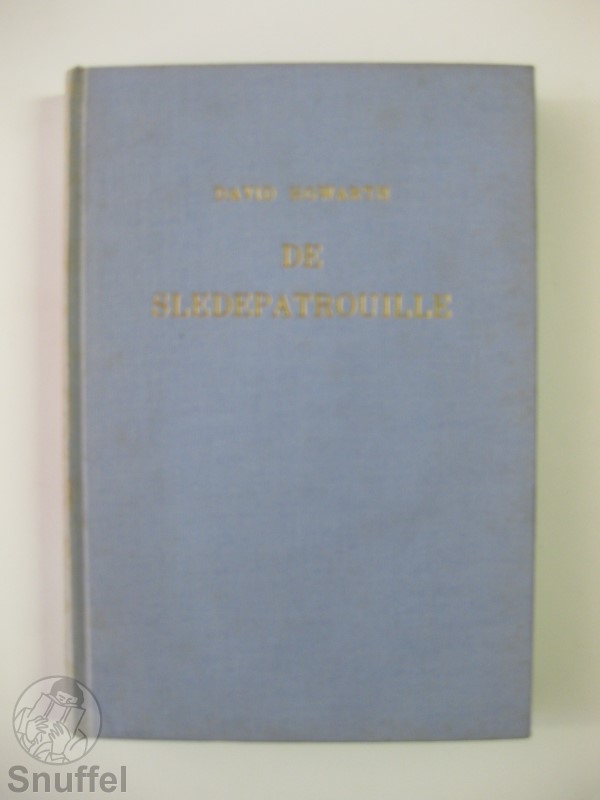 DAVID HOWARTH
DE
SLEDEPATROUILLE
Snuffel